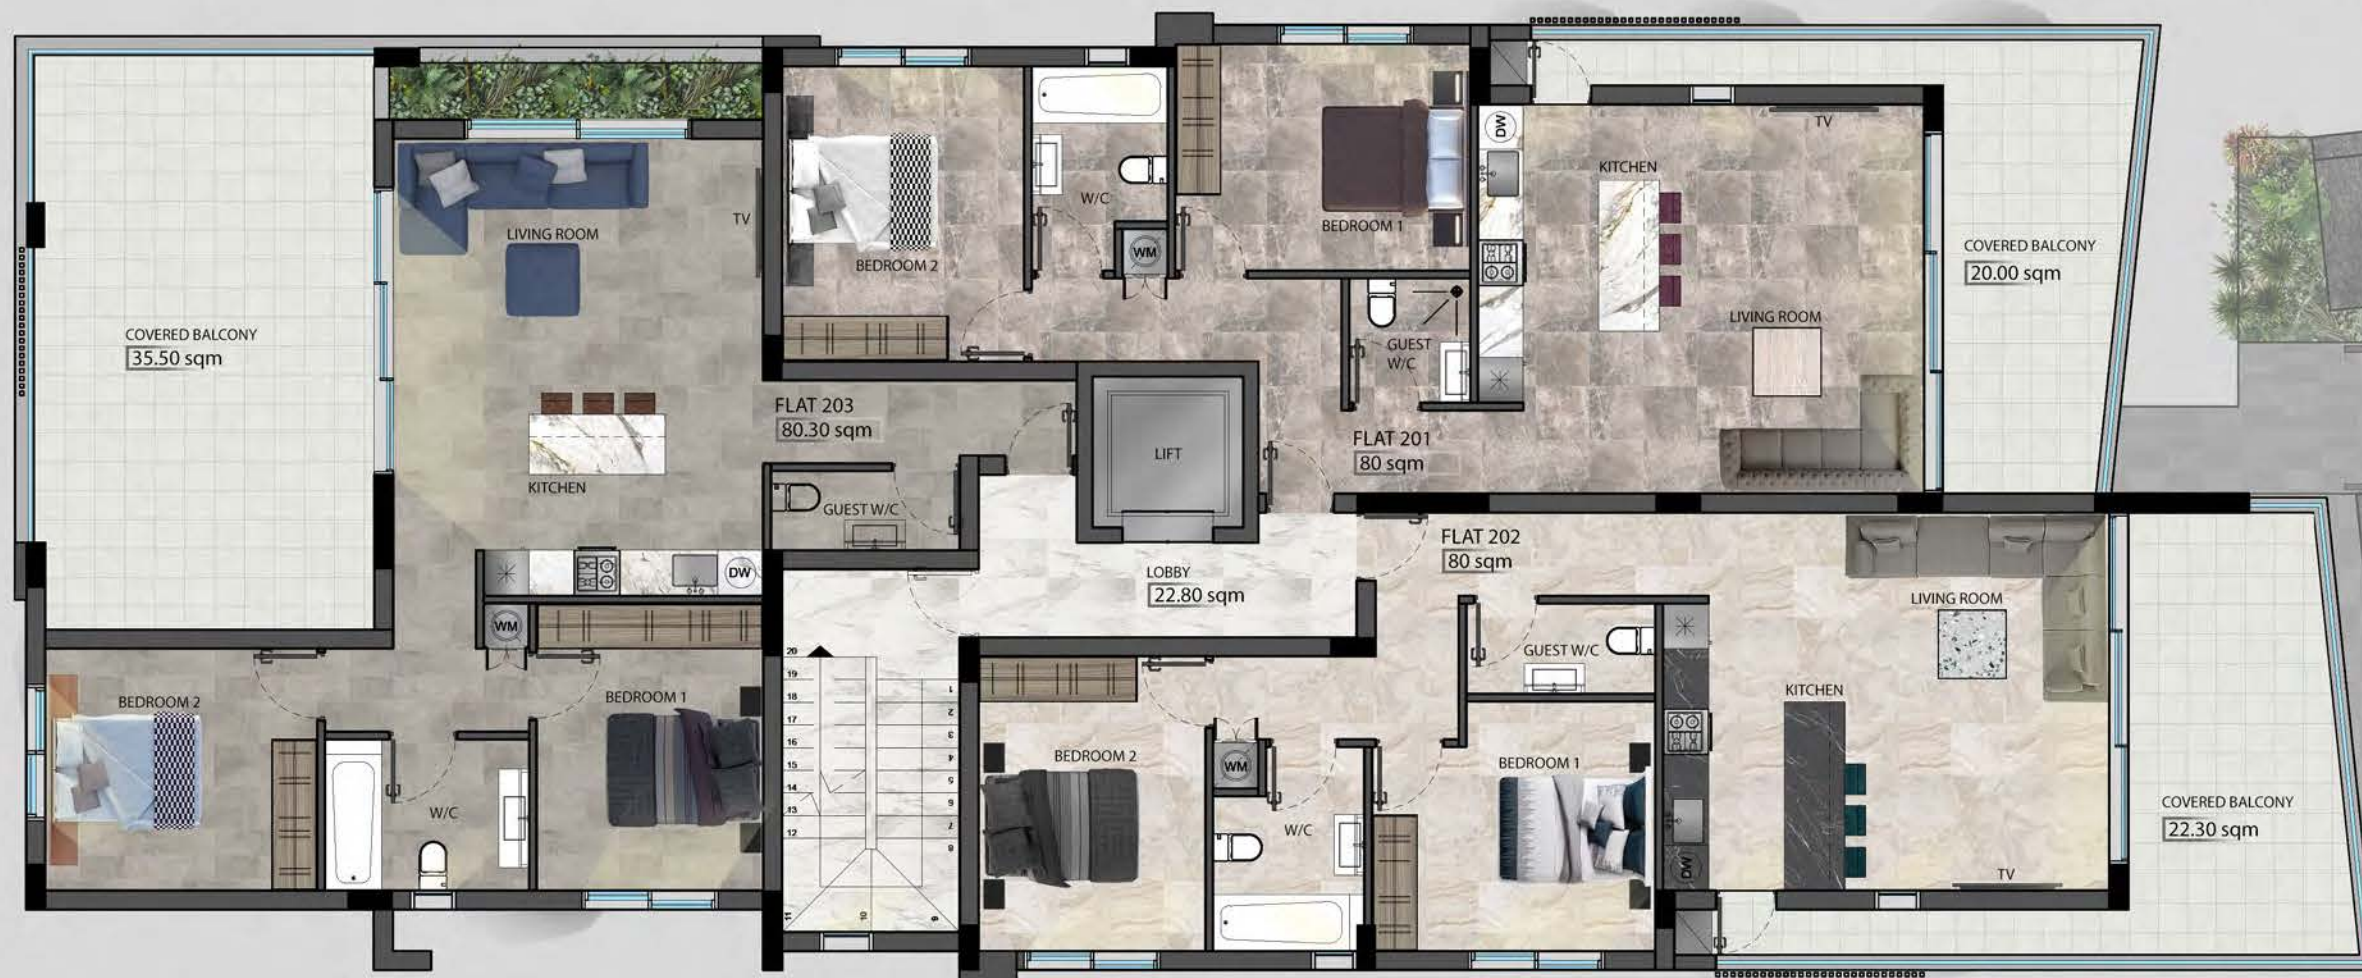 COVERED BALCONY
35.50 sqm
LIVING ROOM
TV
KITCHEN
FLAT 203
80.30 sqm
GUEST W/C
DW
WM
BEDROOM 2
W/C
BEDROOM 1
BEDROOM 2
W/C
WM
BEDROOM 1
GUEST
W/C
DW
KITCHEN
TV
LIVING ROOM
COVERED BALCONY
20.00 sqm
FLAT 201
80 sqm
LIFT
LOBBY
22.80 sqm
FLAT 202
80 sqm
GUEST W/C
LIVING ROOM
KITCHEN
BEDROOM 2
WM
W/C
BEDROOM 1
DW
TV
COVERED BALCONY
22.30 sqm
20
19
18
17
16
15
14
13
12
11
10
9
8
7
6
5
4
3
2
1